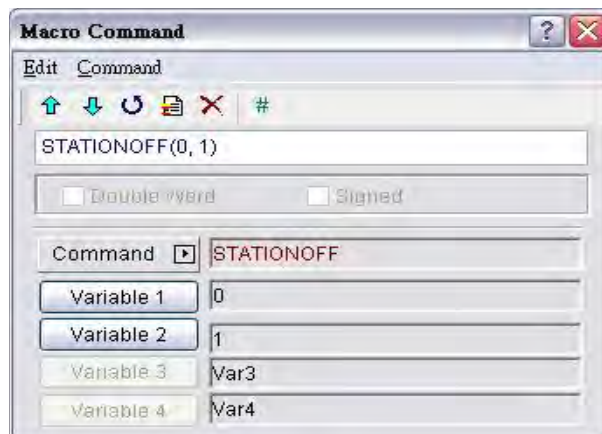 Macro Command
Edit Command
#
STATIONOFF(0, 1)
Double Word Signed
Command STATIONOFF
Variable 1 0
Variable 2 1
Variable 3 Var3
Variable 4 Var4